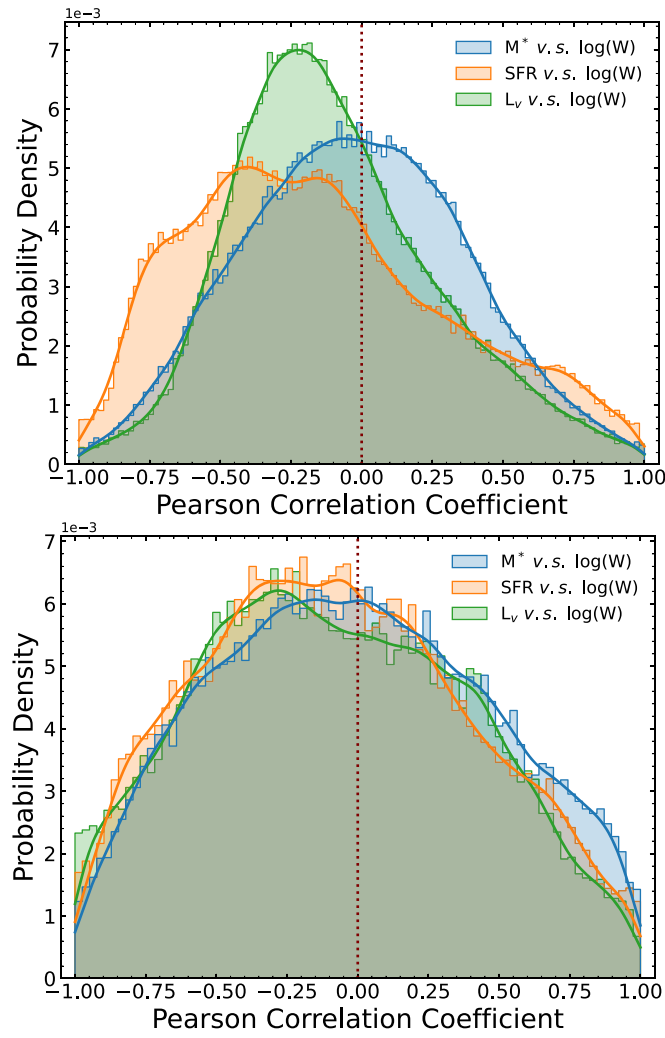 1e−3
7
6
5
4
3
2
1
0
Probability Density
M* v.s. log(W)
SFR v.s. log(W)
Lᵥ v.s. log(W)
−1.00 −0.75 −0.50 −0.25 0.00 0.25 0.50 0.75 1.00
Pearson Correlation Coefficient
1e−3
7
6
5
4
3
2
1
0
Probability Density
M* v.s. log(W)
SFR v.s. log(W)
Lᵥ v.s. log(W)
−1.00 −0.75 −0.50 −0.25 0.00 0.25 0.50 0.75 1.00
Pearson Correlation Coefficient